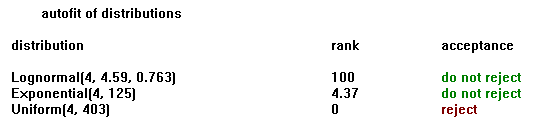 autofit of distributions
distribution rank acceptance
Lognormal(4, 4.59, 0.763) 100 do not reject
Exponential(4, 125) 4.37 do not reject
Uniform(4, 403) 0 reject